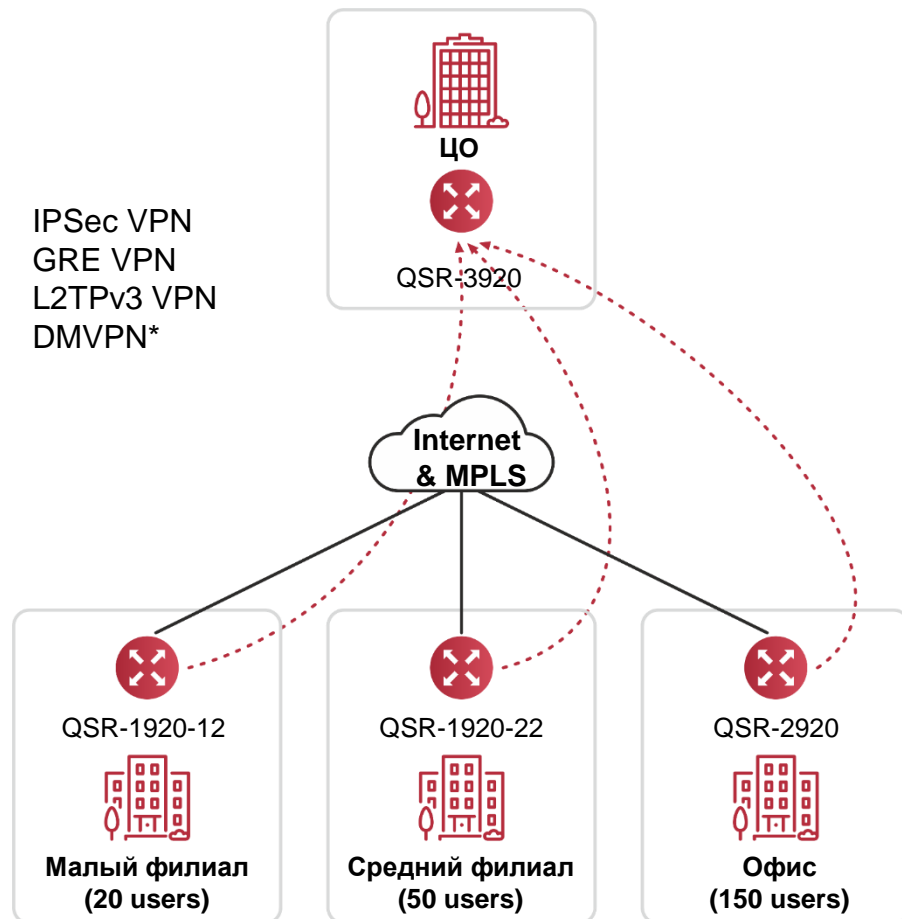 ЦО
QSR-3920
IPSec VPN
GRE VPN
L2TPv3 VPN
DMVPN*
Internet
& MPLS
QSR-1920-12
QSR-1920-22
QSR-2920
Малый филиал
(20 users)
Средний филиал
(50 users)
Офис
(150 users)